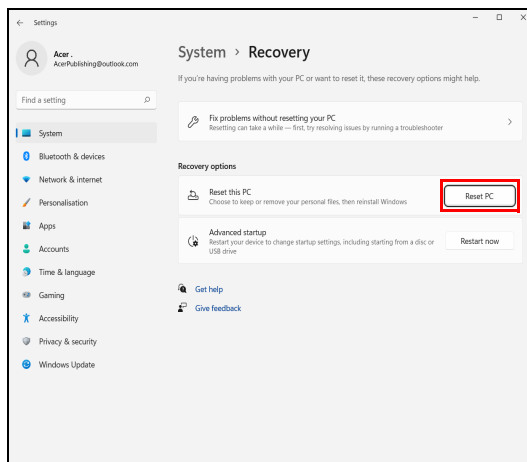 Settings
Acer .
AcerPublishing@outlook.com
Find a setting
System
Bluetooth & devices
Network & internet
Personalisation
Apps
Accounts
Time & language
Gaming
Accessibility
Privacy & security
Windows Update
System > Recovery
If you're having problems with your PC or want to reset it, these recovery options might help.
Fix problems without resetting your PC
Resetting can take a while — first, try resolving issues by running a troubleshooter
Recovery options
Reset this PC
Choose to keep or remove your personal files, then reinstall Windows
Reset PC
Advanced startup
Restart your device to change startup settings, including starting from a disc or
USB drive
Restart now
Get help
Give feedback